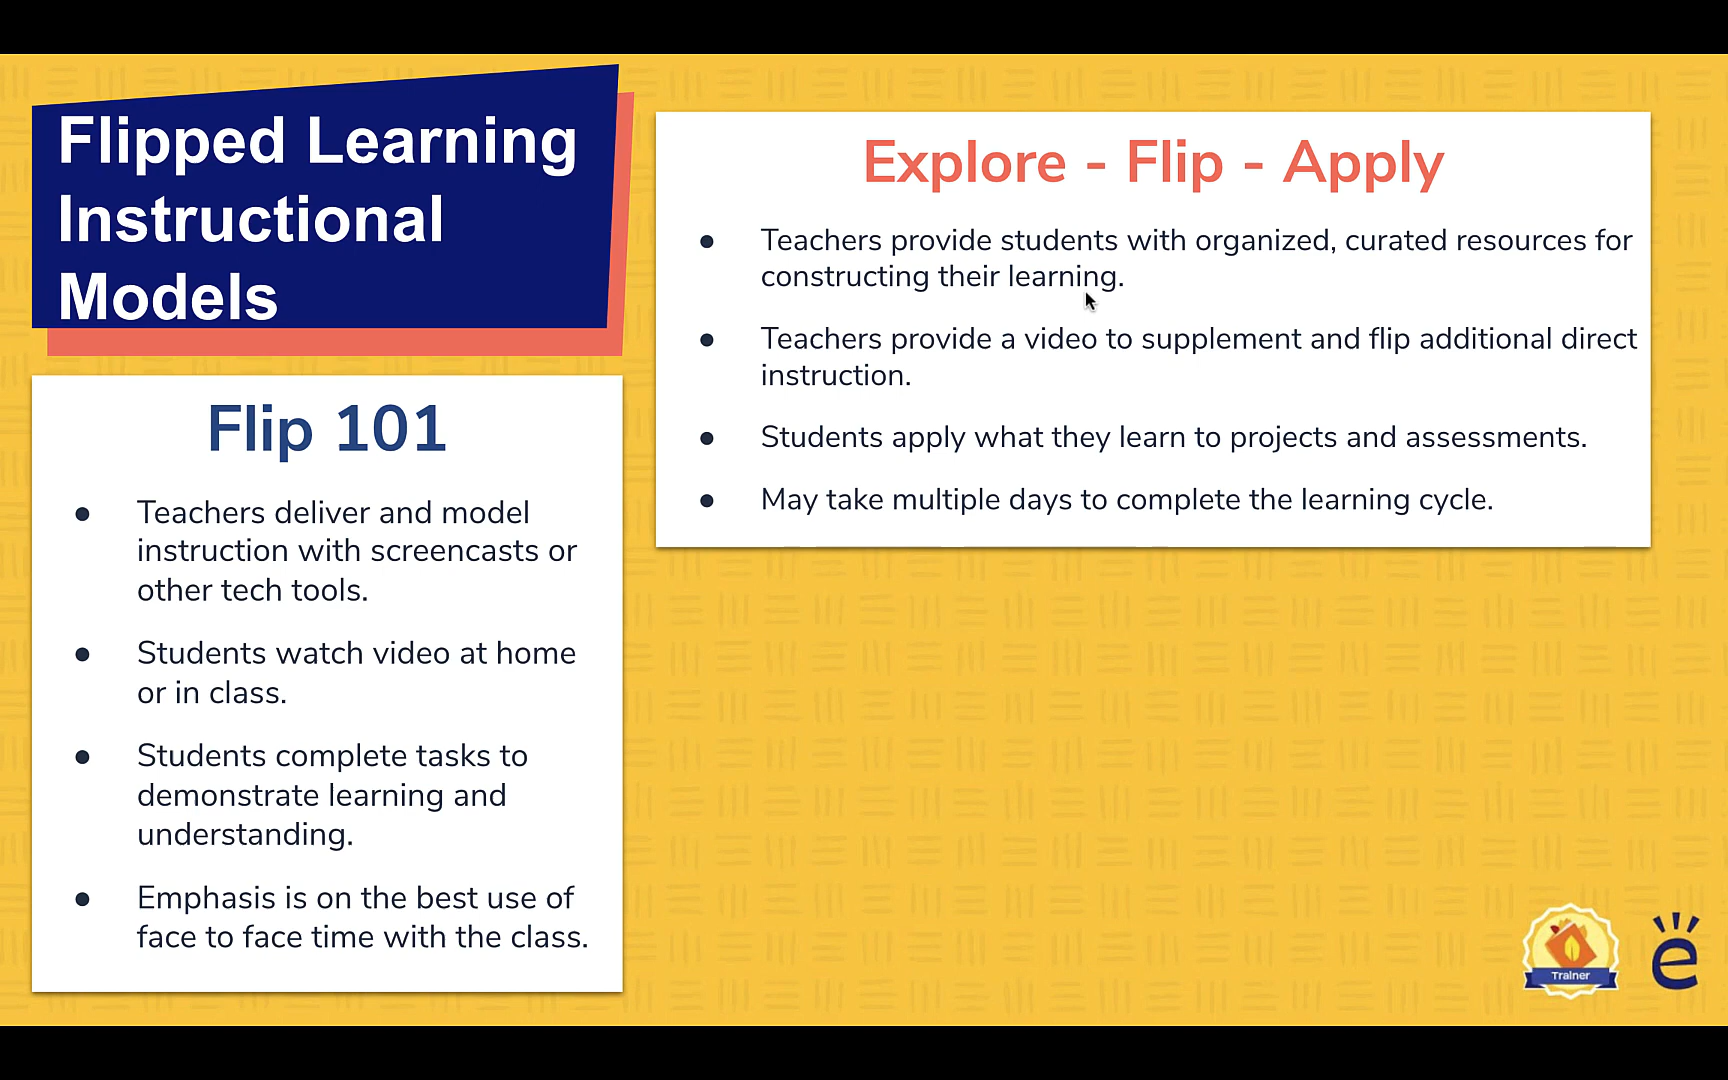 Flipped Learning
Instructional
Models
Flip 101
● Teachers deliver and model
instruction with screencasts or
other tech tools.
● Students watch video at home
or in class.
● Students complete tasks to
demonstrate learning and
understanding.
● Emphasis is on the best use of
face to face time with the class.
Explore - Flip - Apply
● Teachers provide students with organized, curated resources for
constructing their learning.
● Teachers provide a video to supplement and flip additional direct
instruction.
● Students apply what they learn to projects and assessments.
● May take multiple days to complete the learning cycle.
Trainer
e